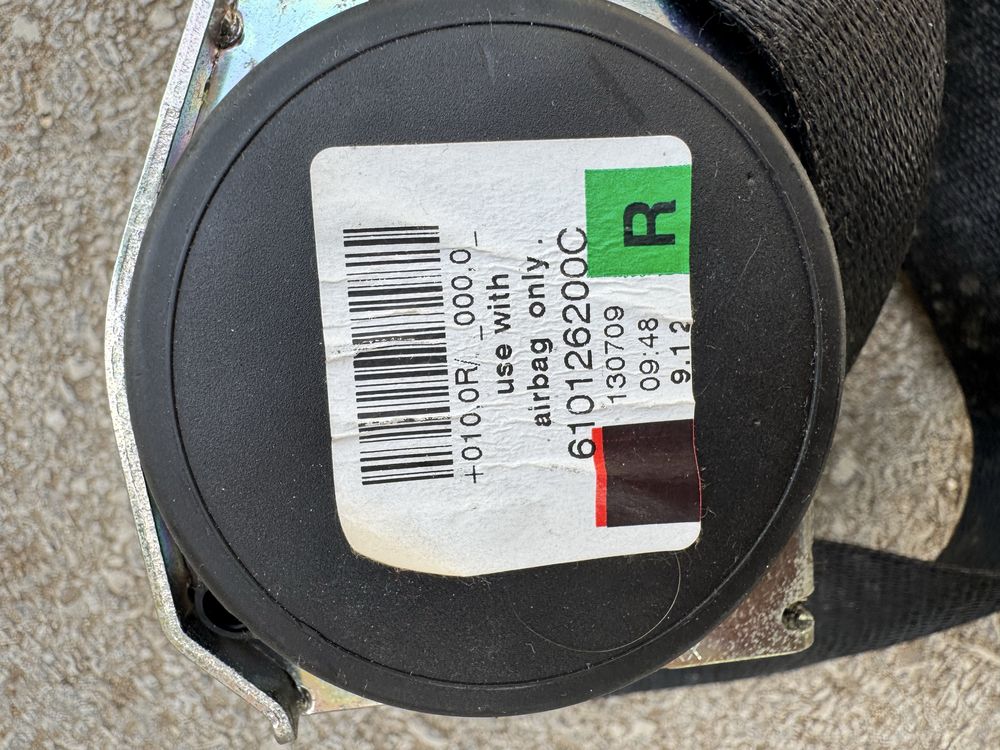 +010.0R/ _000,0_
use with
airbag only.
610126200C
R
130709
09:48
9.12